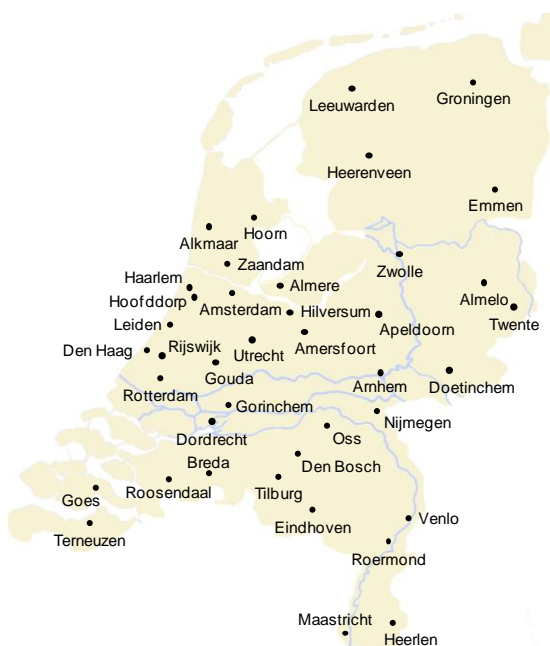 Groningen
Leeuwarden
Heerenveen
Emmen
Hoorn
Alkmaar
Zaandam
Zwolle
Haarlem
Almere
Almelo
Hoofddorp
Amsterdam
Hilversum
Twente
Leiden
Apeldoorn
Den Haag
Rijswijk
Utrecht
Amersfoort
Gouda
Arnhem
Doetinchem
Rotterdam
Gorinchem
Nijmegen
Dordrecht
Oss
Breda
Den Bosch
Goes
Roosendaal
Tilburg
Eindhoven
Venlo
Terneuzen
Roermond
Maastricht
Heerlen